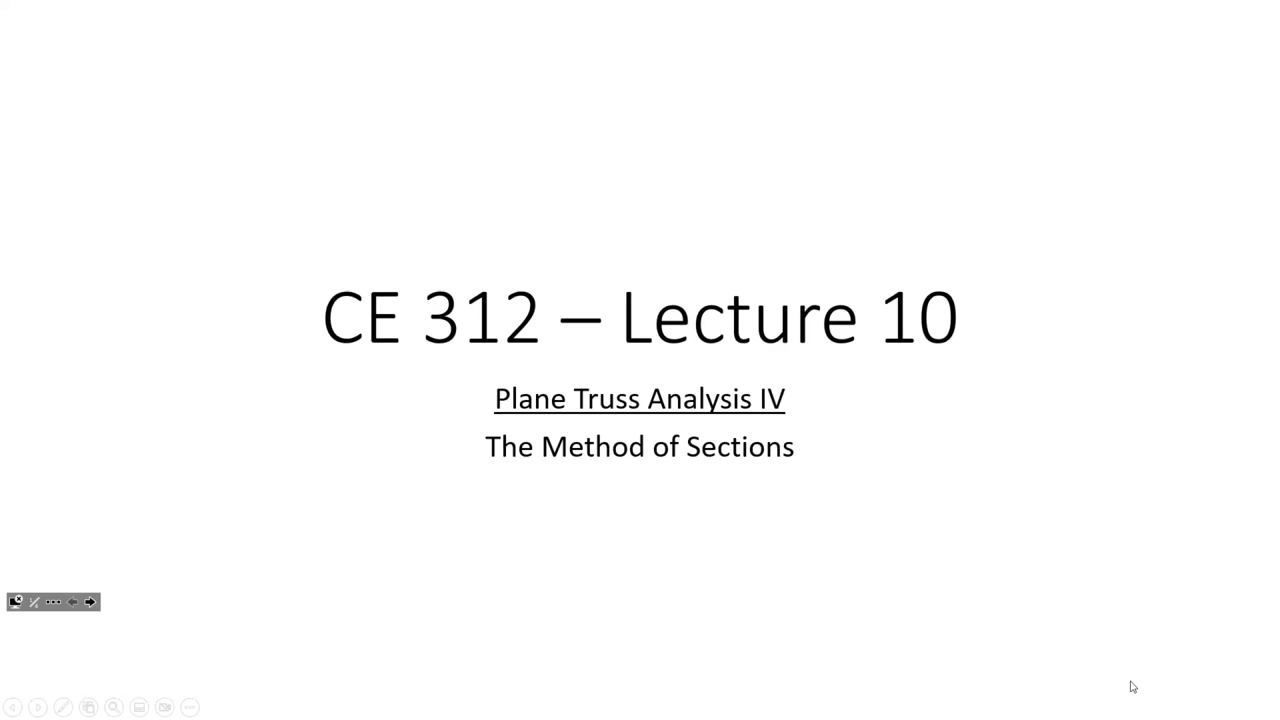 CE 312 – Lecture 10
Plane Truss Analysis IV
The Method of Sections